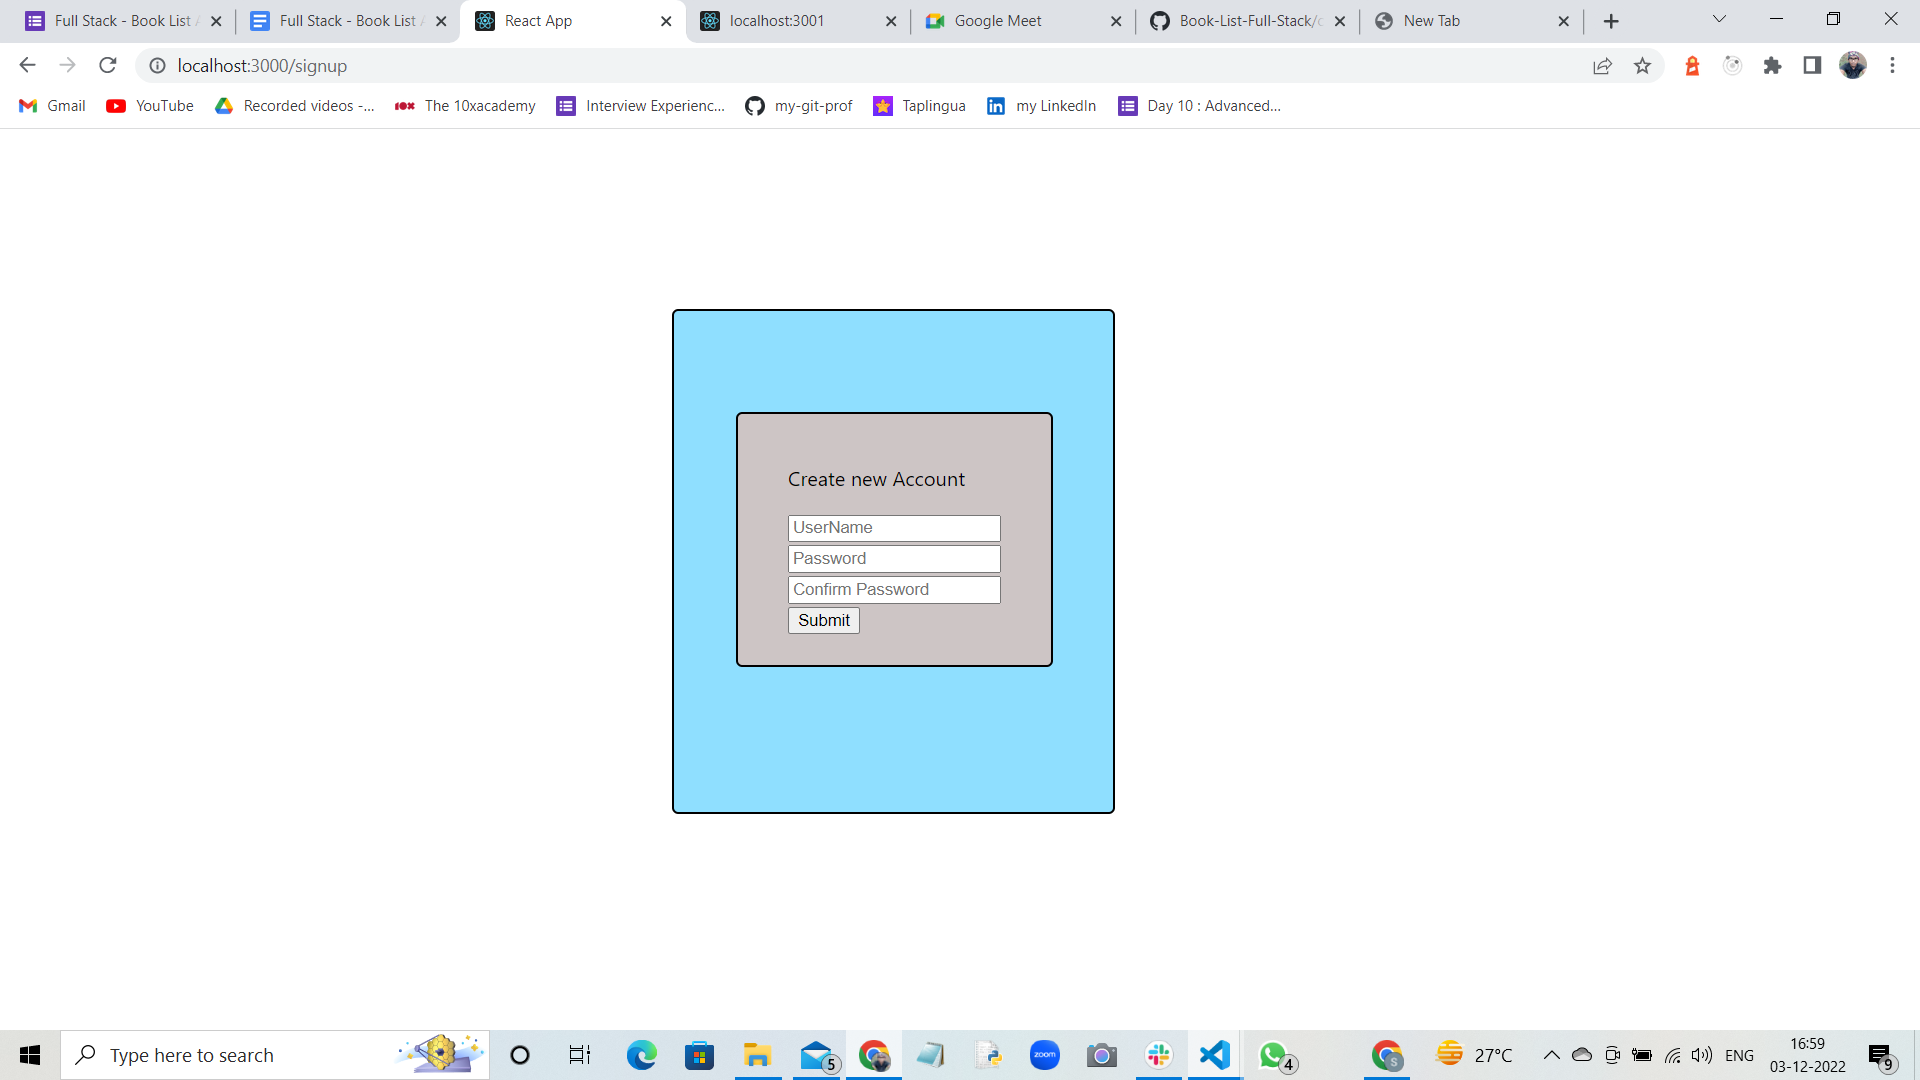 Full Stack - Book List
Full Stack - Book List
React App
localhost:3001
Google Meet
Book-List-Full-Stack/
New Tab
localhost:3000/signup
Gmail
YouTube
Recorded videos -...
The 10xacademy
Interview Experienc...
my-git-prof
Taplingua
my LinkedIn
Day 10 : Advanced...
Create new Account
UserName
Password
Confirm Password
Submit
Type here to search
5
zoom
4
S
27°C
ENG
16:59
03-12-2022
9